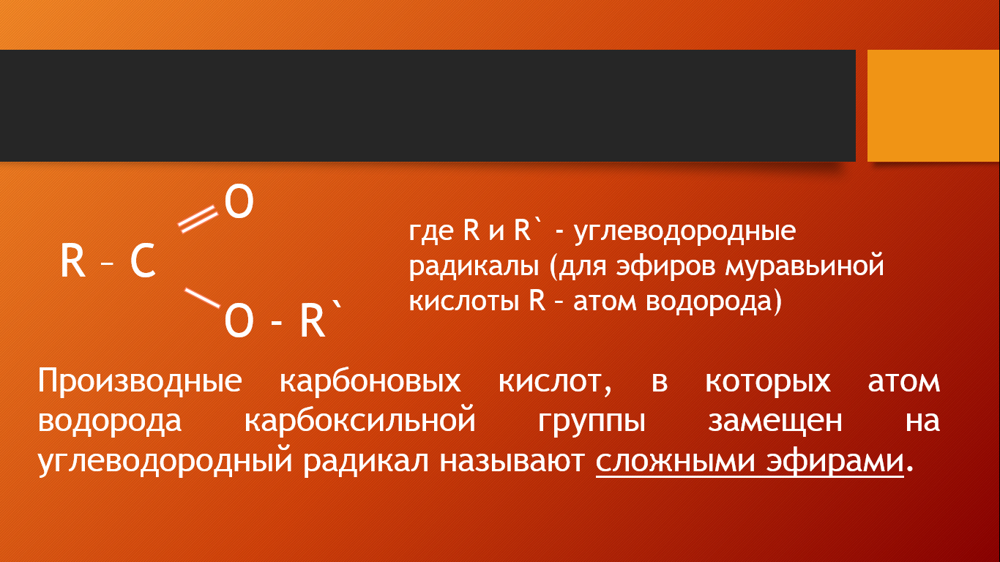 O
R – C
O - R`
где R и R` - углеводородные
радикалы (для эфиров муравьиной
кислоты R – атом водорода)
Производные карбоновых кислот, в которых атом
водорода карбоксильной группы замещен на
углеводородный радикал называют сложными эфирами.